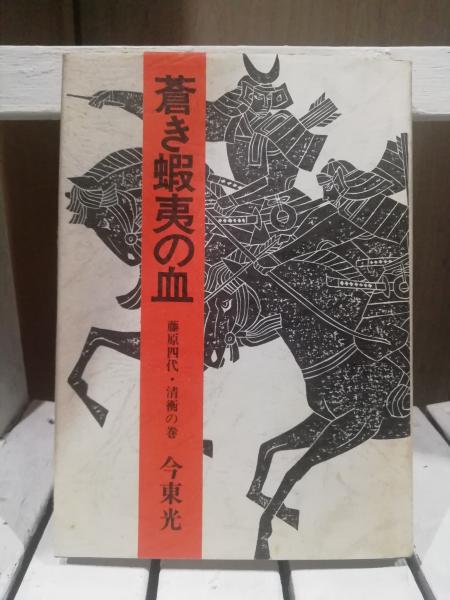 蒼き蝦夷の血
藤原四代・清衡の巻
今東光